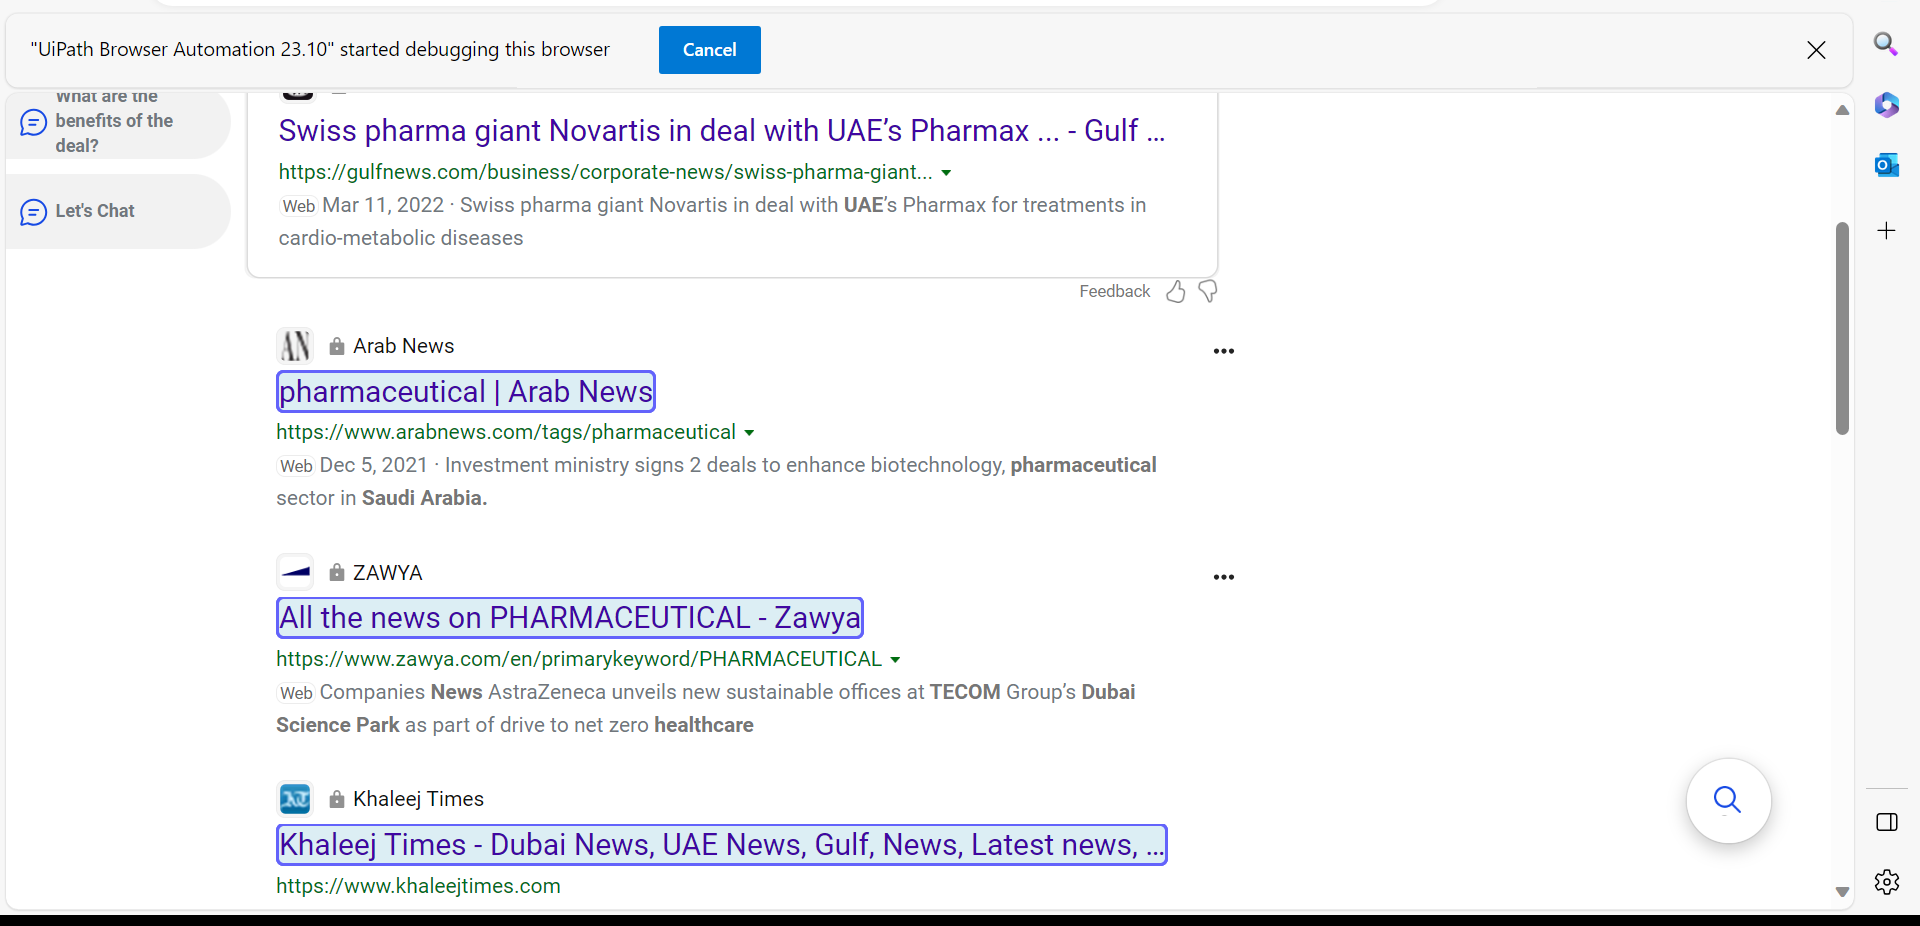 "UiPath Browser Automation 23.10" started debugging this browser
Cancel
What are the
benefits of the
deal?
Let's Chat
Swiss pharma giant Novartis in deal with UAE’s Pharmax ... - Gulf ...
https://gulfnews.com/business/corporate-news/swiss-pharma-giant...
Web Mar 11, 2022 · Swiss pharma giant Novartis in deal with UAE’s Pharmax for treatments in
cardio-metabolic diseases
Feedback
AN
Arab News
pharmaceutical | Arab News
https://www.arabnews.com/tags/pharmaceutical
Web Dec 5, 2021 · Investment ministry signs 2 deals to enhance biotechnology, pharmaceutical
sector in Saudi Arabia.
ZAWYA
All the news on PHARMACEUTICAL - Zawya
https://www.zawya.com/en/primarykeyword/PHARMACEUTICAL
Web Companies News AstraZeneca unveils new sustainable offices at TECOM Group’s Dubai
Science Park as part of drive to net zero healthcare
KT
Khaleej Times
Khaleej Times - Dubai News, UAE News, Gulf, News, Latest news, ...
https://www.khaleejtimes.com